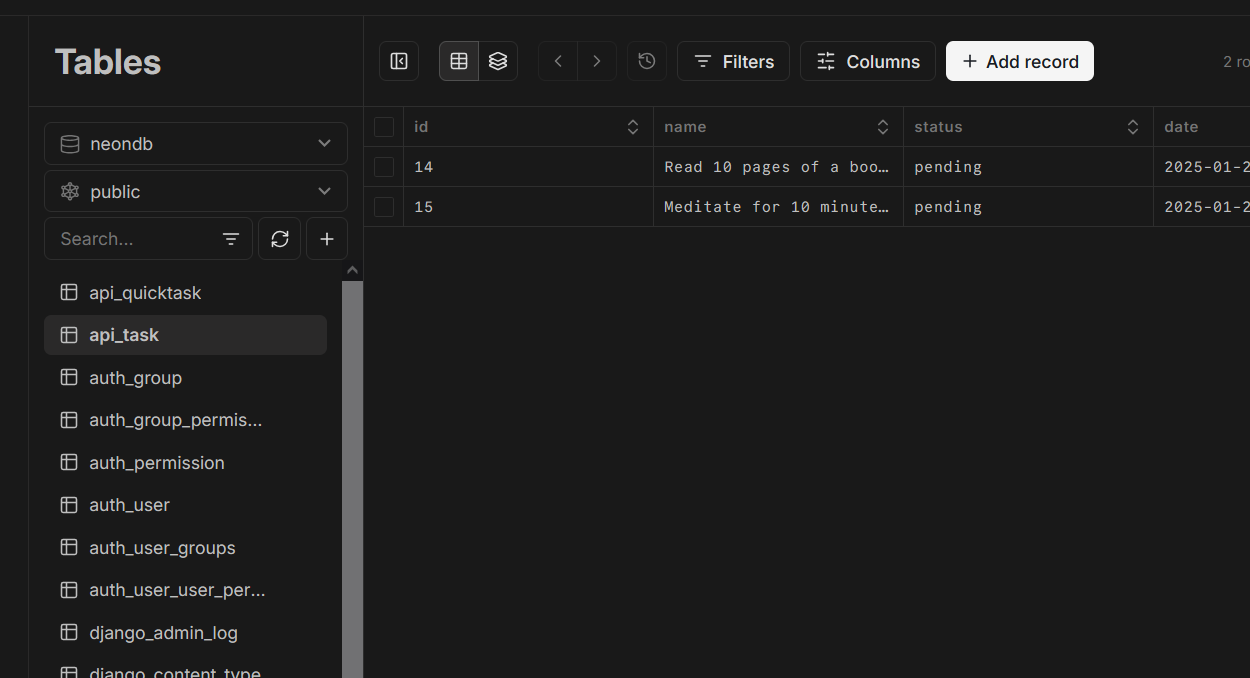 Tables
Filters
Columns
Add record
2 ro
neondb
public
Search...
api_quicktask
api_task
auth_group
auth_group_permis...
auth_permission
auth_user
auth_user_groups
auth_user_user_per...
django_admin_log
django_content_type
id name status date
14 Read 10 pages of a boo… pending 2025-01-2
15 Meditate for 10 minute… pending 2025-01-2